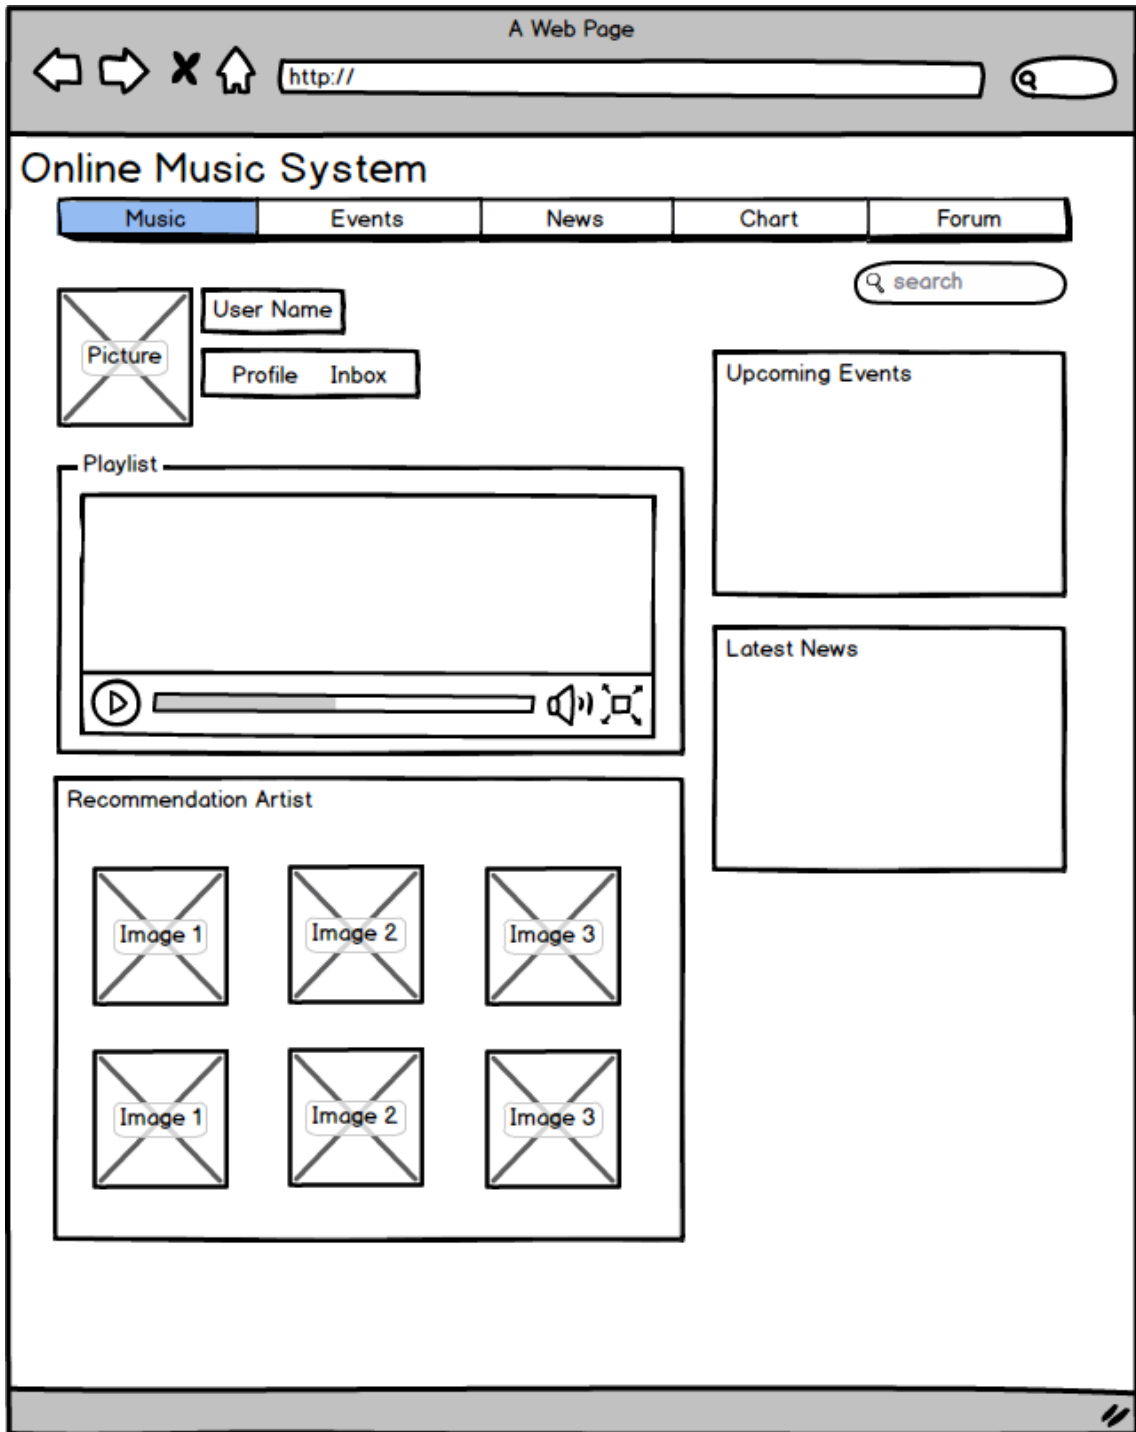 A Web Page
http://
Online Music System
Music Events News Chart Forum
search
User Name
Picture
Profile Inbox
Upcoming Events
Playlist
Latest News
Recommendation Artist
Image 1 Image 2 Image 3
Image 1 Image 2 Image 3